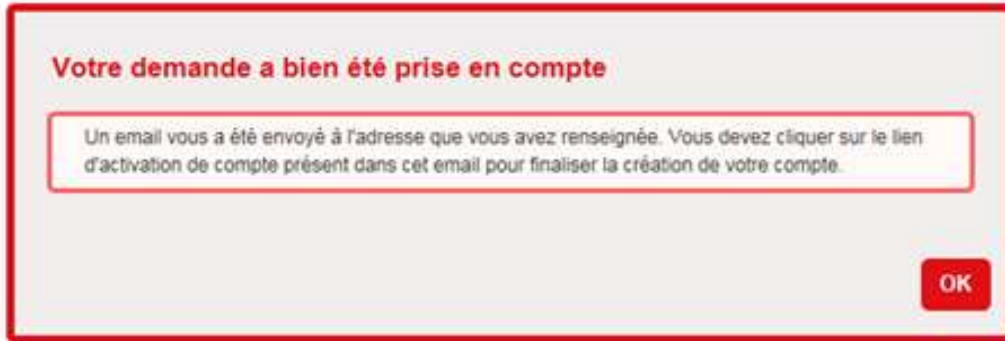 Votre demande a bien été prise en compte
Un email vous a été envoyé à l'adresse que vous avez renseignée. Vous devez cliquer sur le lien
d'activation de compte présent dans cet email pour finaliser la création de votre compte.
OK